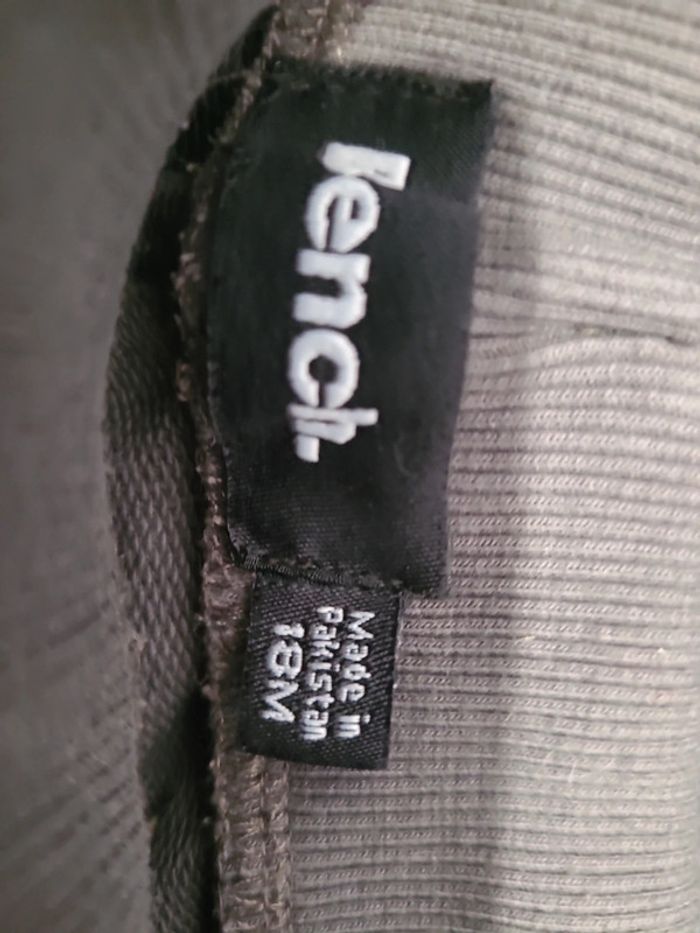 Bench.
Made in
Pakistan
18M